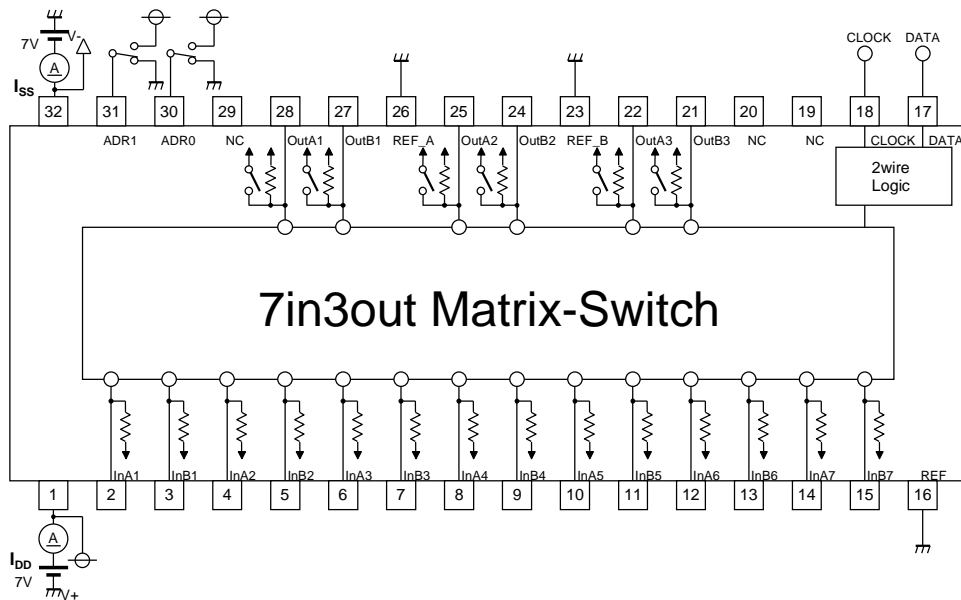 7V
V-
A
ISS
CLOCK
DATA
32 31 30 29 28 27 26 25 24 23 22 21 20 19 18 17
ADR1 ADR0 NC OutA1 OutB1 REF_A OutA2 OutB2 REF_B OutA3 OutB3 NC NC CLOCK DATA
2wire
Logic
7in3out Matrix-Switch
InA1 InB1 InA2 InB2 InA3 InB3 InA4 InB4 InA5 InB5 InA6 InB6 InA7 InB7 REF
1 2 3 4 5 6 7 8 9 10 11 12 13 14 15 16
A
IDD
7V
V+